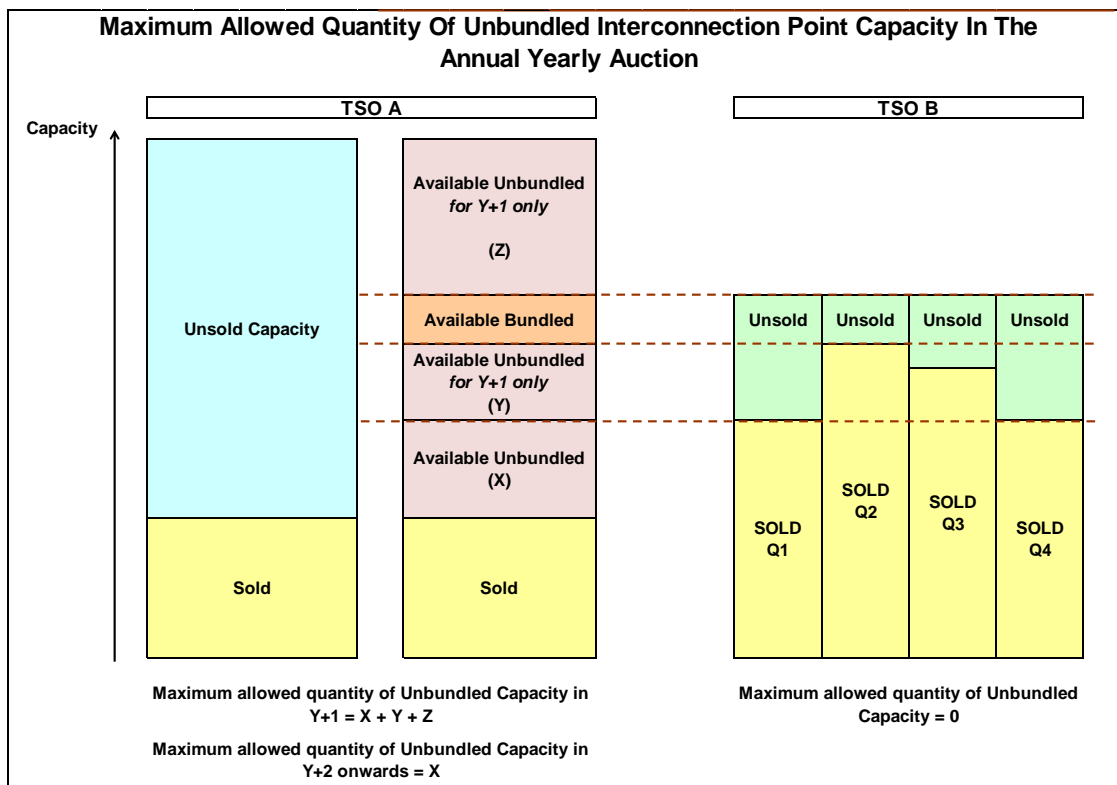 Maximum Allowed Quantity Of Unbundled Interconnection Point Capacity In The
Annual Yearly Auction
TSO A
TSO B
Capacity
Unsold Capacity
Sold
Available Unbundled
for Y+1 only
(Z)
Available Bundled
Available Unbundled
for Y+1 only
(Y)
Available Unbundled
(X)
Sold
Unsold
Unsold
Unsold
Unsold
SOLD
Q1
SOLD
Q2
SOLD
Q3
SOLD
Q4
Maximum allowed quantity of Unbundled Capacity in
Y+1 = X + Y + Z
Maximum allowed quantity of Unbundled Capacity in
Y+2 onwards = X
Maximum allowed quantity of Unbundled
Capacity = 0